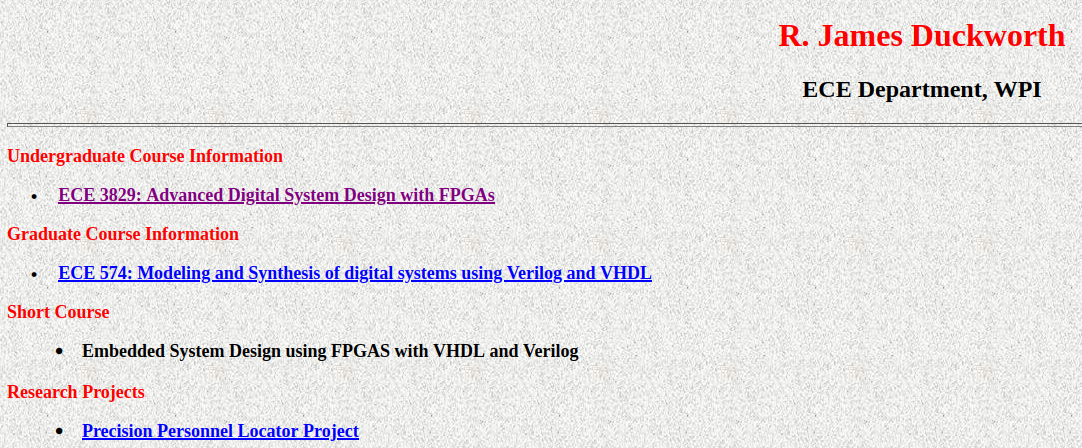 R. James Duckworth
ECE Department, WPI
Undergraduate Course Information
ECE 3829: Advanced Digital System Design with FPGAs
Graduate Course Information
ECE 574: Modeling and Synthesis of digital systems using Verilog and VHDL
Short Course
Embedded System Design using FPGAS with VHDL and Verilog
Research Projects
Precision Personnel Locator Project